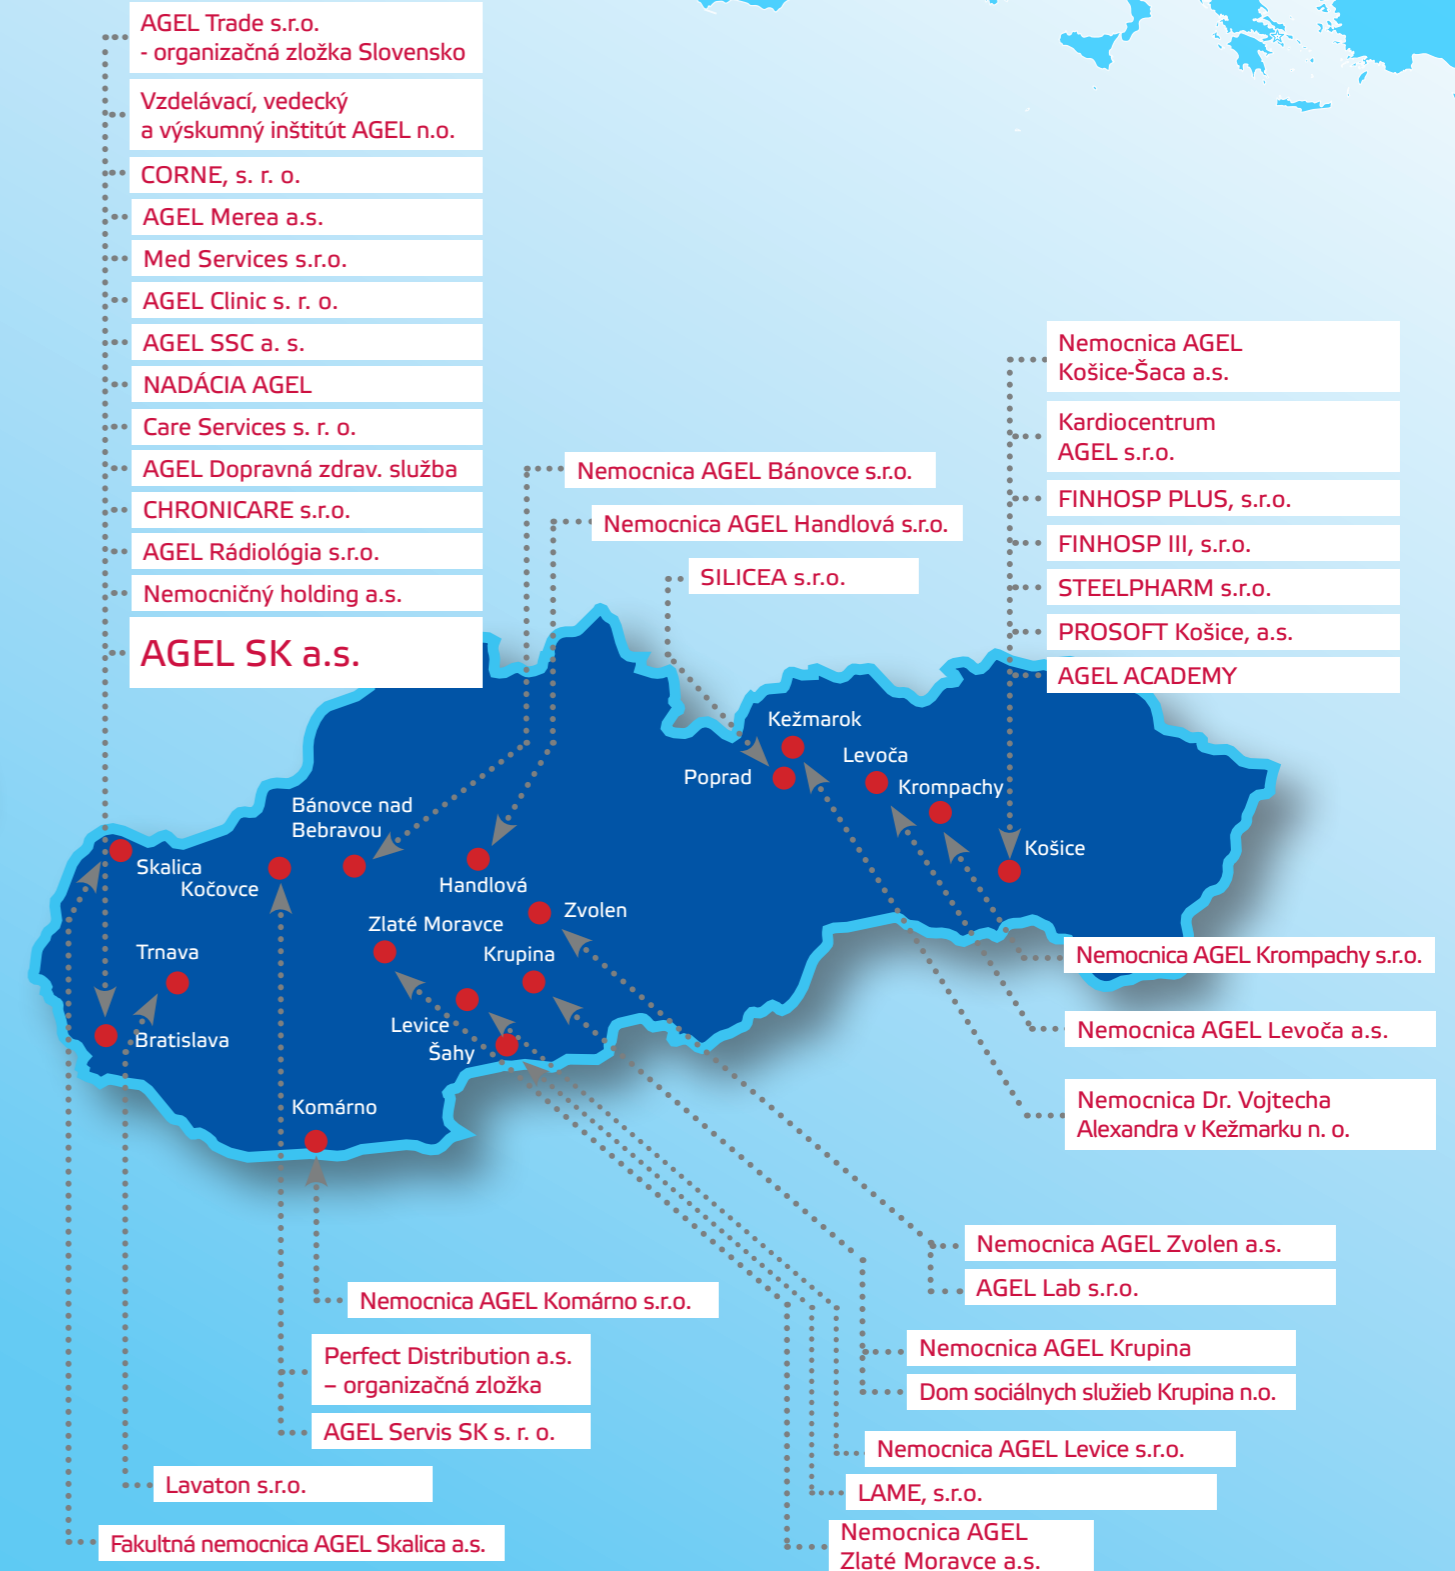 AGEL Trade s.r.o.
- organizačná zložka Slovensko
Vzdelávací, vedecký
a výskumný inštitút AGEL n.o.
CORNE, s. r. o.
AGEL Merea a.s.
Med Services s.r.o.
AGEL Clinic s. r. o.
AGEL SSC a. s.
NADÁCIA AGEL
Care Services s. r. o.
AGEL Dopravná zdrav. služba
CHRONICARE s.r.o.
AGEL Rádiológia s.r.o.
Nemocničný holding a.s.
AGEL SK a.s.
Nemocnica AGEL Bánovce s.r.o.
Nemocnica AGEL Handlová s.r.o.
SILICEA s.r.o.
Nemocnica AGEL
Košice-Šaca a.s.
Kardiocentrum
AGEL s.r.o.
FINHOSP PLUS, s.r.o.
FINHOSP III, s.r.o.
STEELPHARM s.r.o.
PROSOFT Košice, a.s.
AGEL ACADEMY
Kežmarok
Levoča
Poprad
Krompachy
Košice
Bánovce nad
Bebravou
Skalica
Kočovce
Handlová
Zvolen
Zlaté Moravce
Krupina
Trnava
Levice
Bratislava
Šahy
Komárno
Nemocnica AGEL Krompachy s.r.o.
Nemocnica AGEL Levoča a.s.
Nemocnica Dr. Vojtecha
Alexandra v Kežmarku n. o.
Nemocnica AGEL Zvolen a.s.
AGEL Lab s.r.o.
Nemocnica AGEL Komárno s.r.o.
Perfect Distribution a.s.
– organizačná zložka
AGEL Servis SK s. r. o.
Nemocnica AGEL Krupina
Dom sociálnych služieb Krupina n.o.
Nemocnica AGEL Levice s.r.o.
LAME, s.r.o.
Lavaton s.r.o.
Fakultná nemocnica AGEL Skalica a.s.
Nemocnica AGEL
Zlaté Moravce a.s.